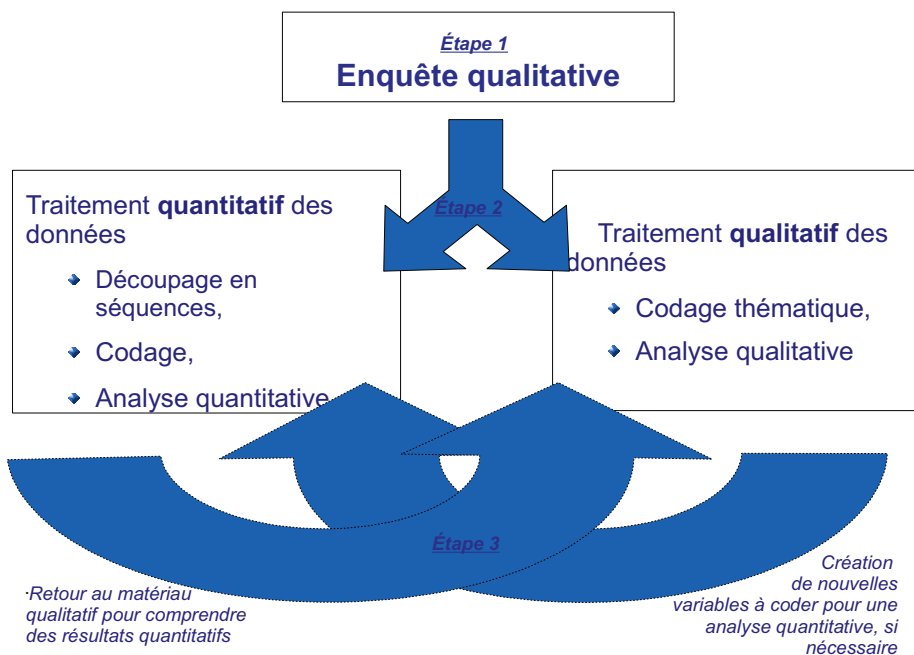 Étape 1
Enquête qualitative
Étape 2
Traitement quantitatif des
données
Découpage en
séquences,
Codage,
Analyse quantitative
Traitement qualitatif des
données
Codage thématique,
Analyse qualitative
Étape 3
·Retour au matériau
qualitatif pour comprendre
des résultats quantitatifs
Création
de nouvelles
variables à coder pour une
analyse quantitative, si
nécessaire